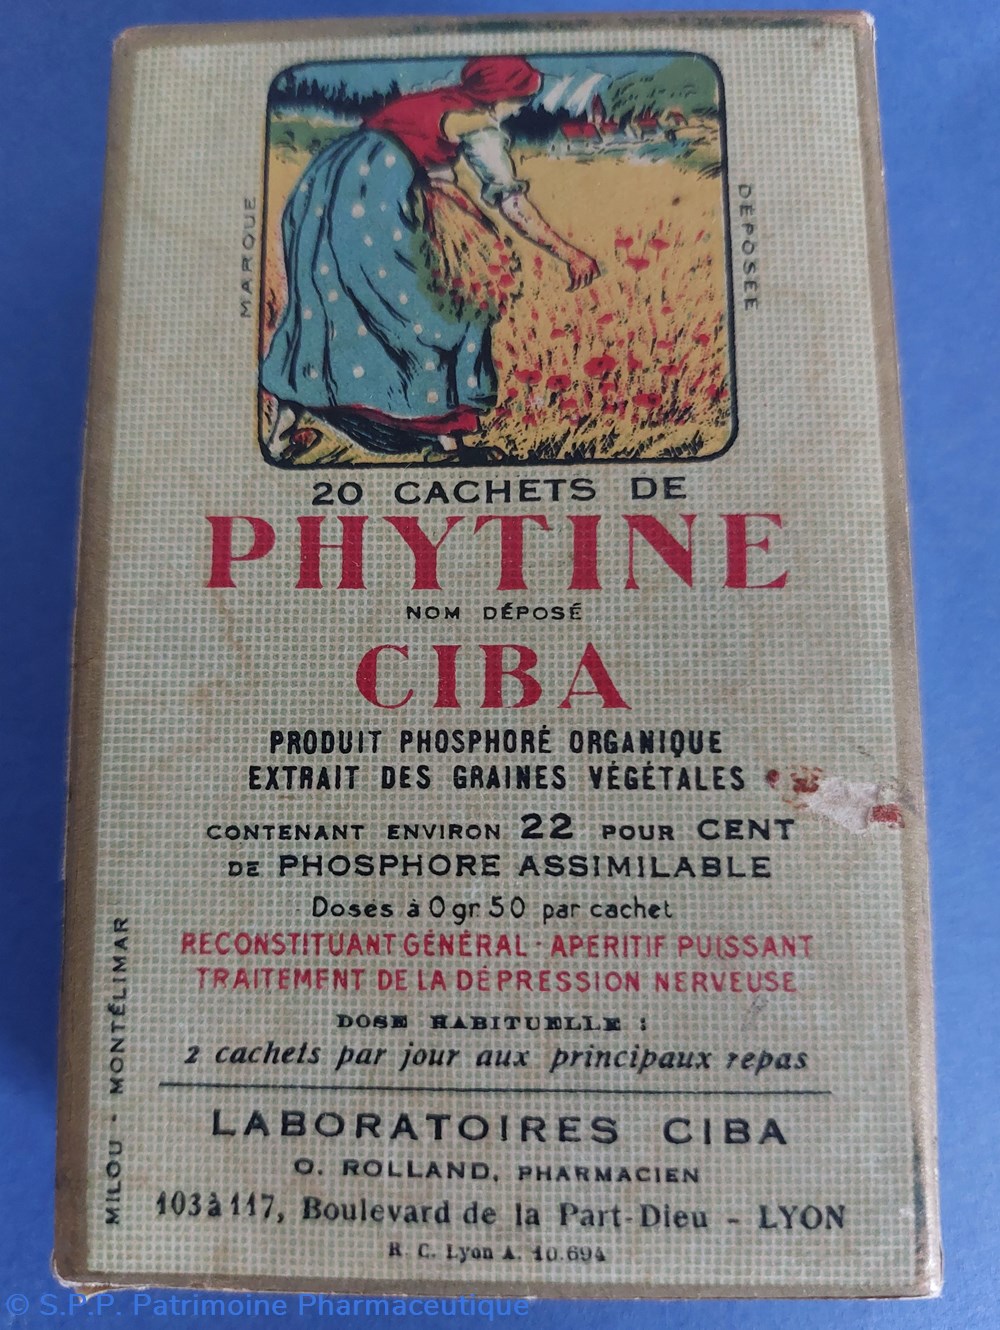 MARQUE
DÉPOSÉE
20 CACHETS DE
PHYTINE
NOM DÉPOSÉ
CIBA
PRODUIT PHOSPHORÉ ORGANIQUE
EXTRAIT DES GRAINES VÉGÉTALES
CONTENANT ENVIRON 22 POUR CENT
DE PHOSPHORE ASSIMILABLE
Doses à 0gr50 par cachet
RECONSTITUANT GÉNÉRAL - APERITIF PUISSANT
TRAITEMENT DE LA DÉPRESSION NERVEUSE
DOSE HABITUELLE :
2 cachets par jour aux principaux repas
MILOU - MONTÉLIMAR
LABORATOIRES CIBA
O. ROLLAND, PHARMACIEN
103 à 117, Boulevard de la Part-Dieu - LYON
R. C. Lyon A. 10.694
© S.P.P. Patrimoine Pharmaceutique